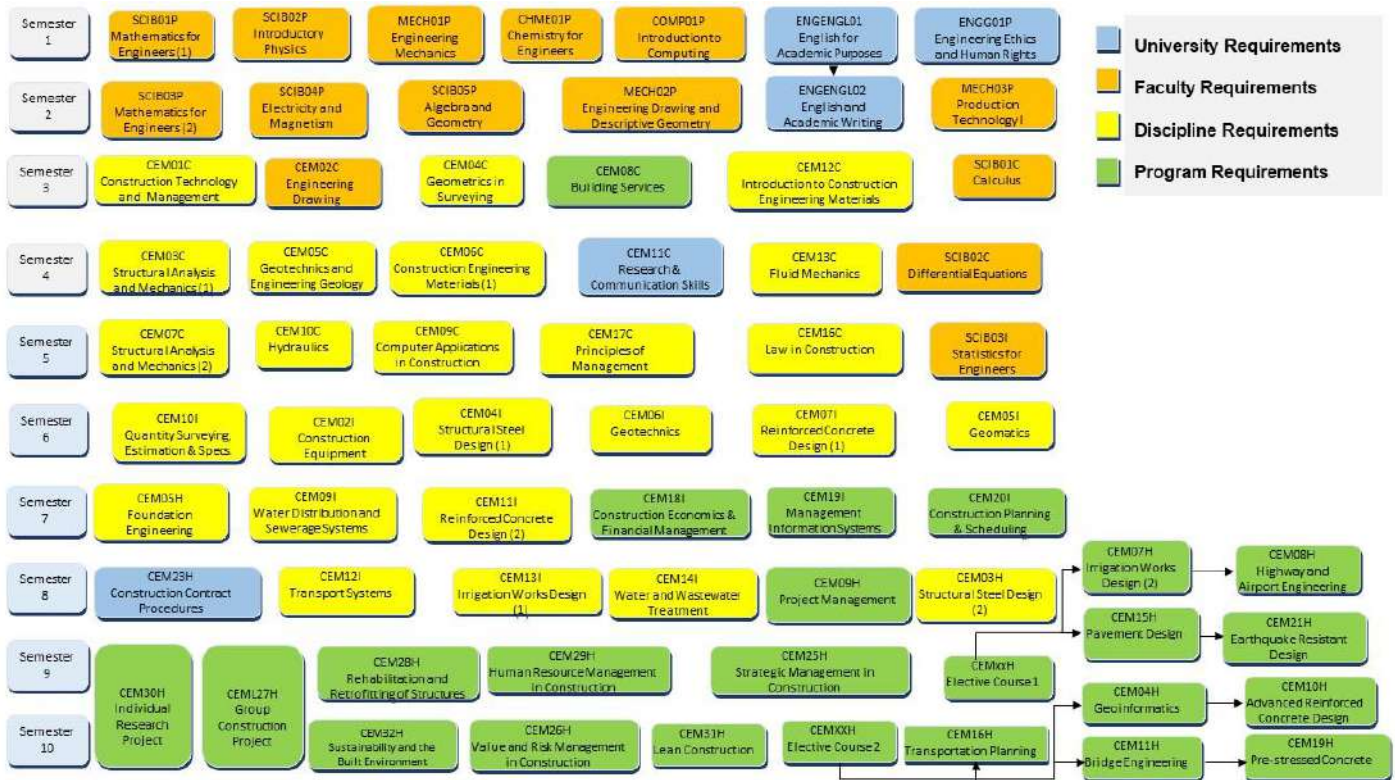 Semester
1
SCIB01P
Mathematics for
Engineers (1)
SCIB02P
Introductory
Physics
MECH01P
Engineering
Mechanics
CHME01P
Chemistry for
Engineers
COMP01P
Introduction to
Computing
ENGENGL01
English for
Academic Purposes
ENGG01P
Engineering Ethics
and Human Rights
University Requirements
Faculty Requirements
Discipline Requirements
Program Requirements
Semester
2
SCIB03P
Mathematics for
Engineers (2)
SCIB04P
Electricity and
Magnetism
SCIB05P
Algebra and
Geometry
MECH02P
Engineering Drawing and
Descriptive Geometry
ENGENGL02
English and
Academic Writing
MECH03P
Production
Technology I
Semester
3
CEM01C
Construction Technology
and Management
CEM02C
Engineering
Drawing
CEM04C
Geometrics in
Surveying
CEM08C
Building Services
CEM12C
Introduction to Construction
Engineering Materials
SCIB01C
Calculus
Semester
4
CEM03C
Structural Analysis
and Mechanics (1)
CEM05C
Geotechnics and
Engineering Geology
CEM06C
Construction Engineering
Materials (1)
CEM11C
Research &
Communication Skills
CEM13C
Fluid Mechanics
SCIB02C
Differential Equations
Semester
5
CEM07C
Structural Analysis
and Mechanics (2)
CEM10C
Hydraulics
CEM09C
Computer Applications
in Construction
CEM17C
Principles of
Management
CEM16C
Law in Construction
SCIB03I
Statistics for
Engineers
Semester
6
CEM10I
Quantity Surveying,
Estimation & Specs.
CEM02I
Construction
Equipment
CEM04I
Structural Steel
Design (1)
CEM06I
Geotechnics
CEM07I
Reinforced Concrete
Design (1)
CEM05I
Geomatics
Semester
7
CEM05H
Foundation
Engineering
CEM09I
Water Distribution and
Sewerage Systems
CEM11I
Reinforced Concrete
Design (2)
CEM18I
Construction Economics &
Financial Management
CEM19I
Management
Information Systems
CEM20I
Construction Planning
& Scheduling
Semester
8
CEM23H
Construction Contract
Procedures
CEM12I
Transport Systems
CEM13I
Irrigation Works Design
(1)
CEM14I
Water and Wastewater
Treatment
CEM09H
Project Management
CEM03H
Structural Steel Design
(2)
CEM07H
Irrigation Works
Design (2)
CEM08H
Highway and
Airport Engineering
CEM15H
Pavement Design
CEM21H
Earthquake Resistant
Design
Semester
9
CEM30H
Individual
Research
Project
CEML27H
Group
Construction
Project
CEM28H
Rehabilitation and
Retrofitting of Structures
CEM29H
Human Resource Management
In Construction
CEM25H
Strategic Management in
Construction
CEMxxH
Elective Course 1
CEM04H
Geoinformatics
CEM10H
Advanced Reinforced
Concrete Design
Semester
10
CEM32H
Sustainability and the
Built Environment
CEM26H
Value and Risk Management
in Construction
CEM31H
Lean Construction
CEMXXH
Elective Course 2
CEM16H
Transportation Planning
CEM11H
Bridge Engineering
CEM19H
Pre-stressed Concrete